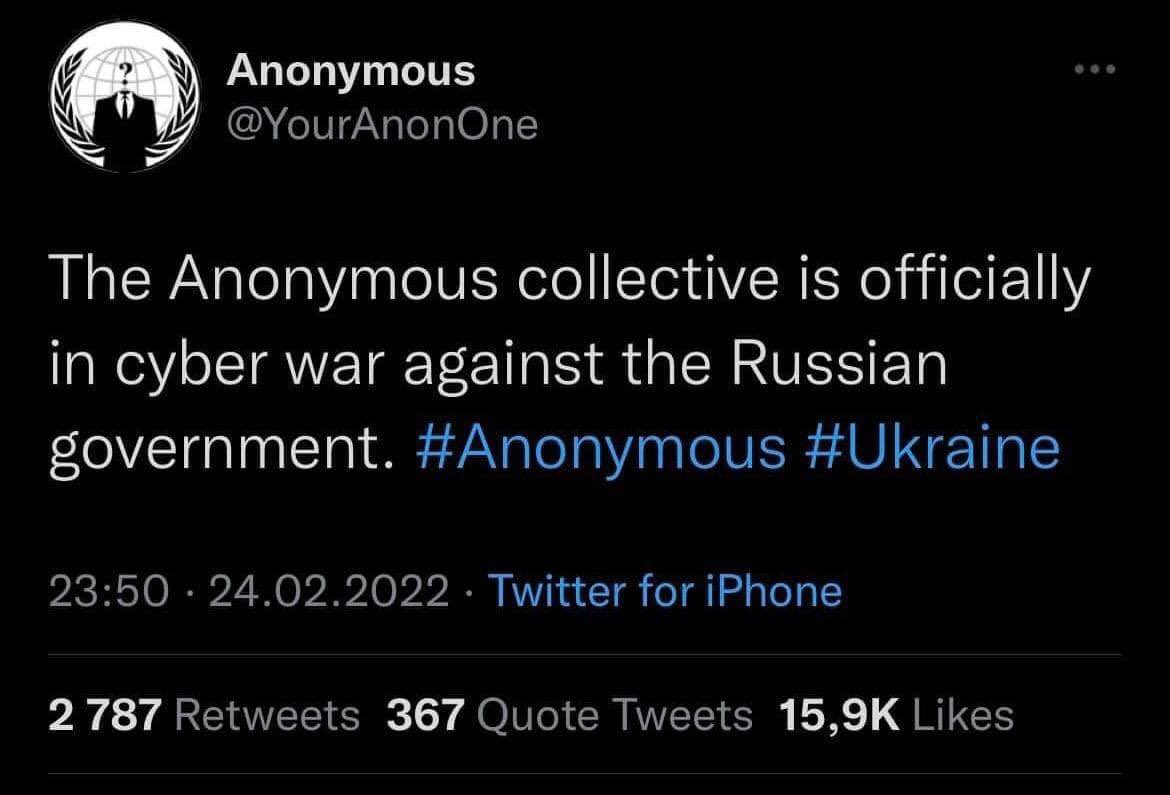 Anonymous
@YourAnonOne
The Anonymous collective is officially
in cyber war against the Russian
government. #Anonymous #Ukraine
23:50 · 24.02.2022 · Twitter for iPhone
2 787 Retweets 367 Quote Tweets 15,9K Likes